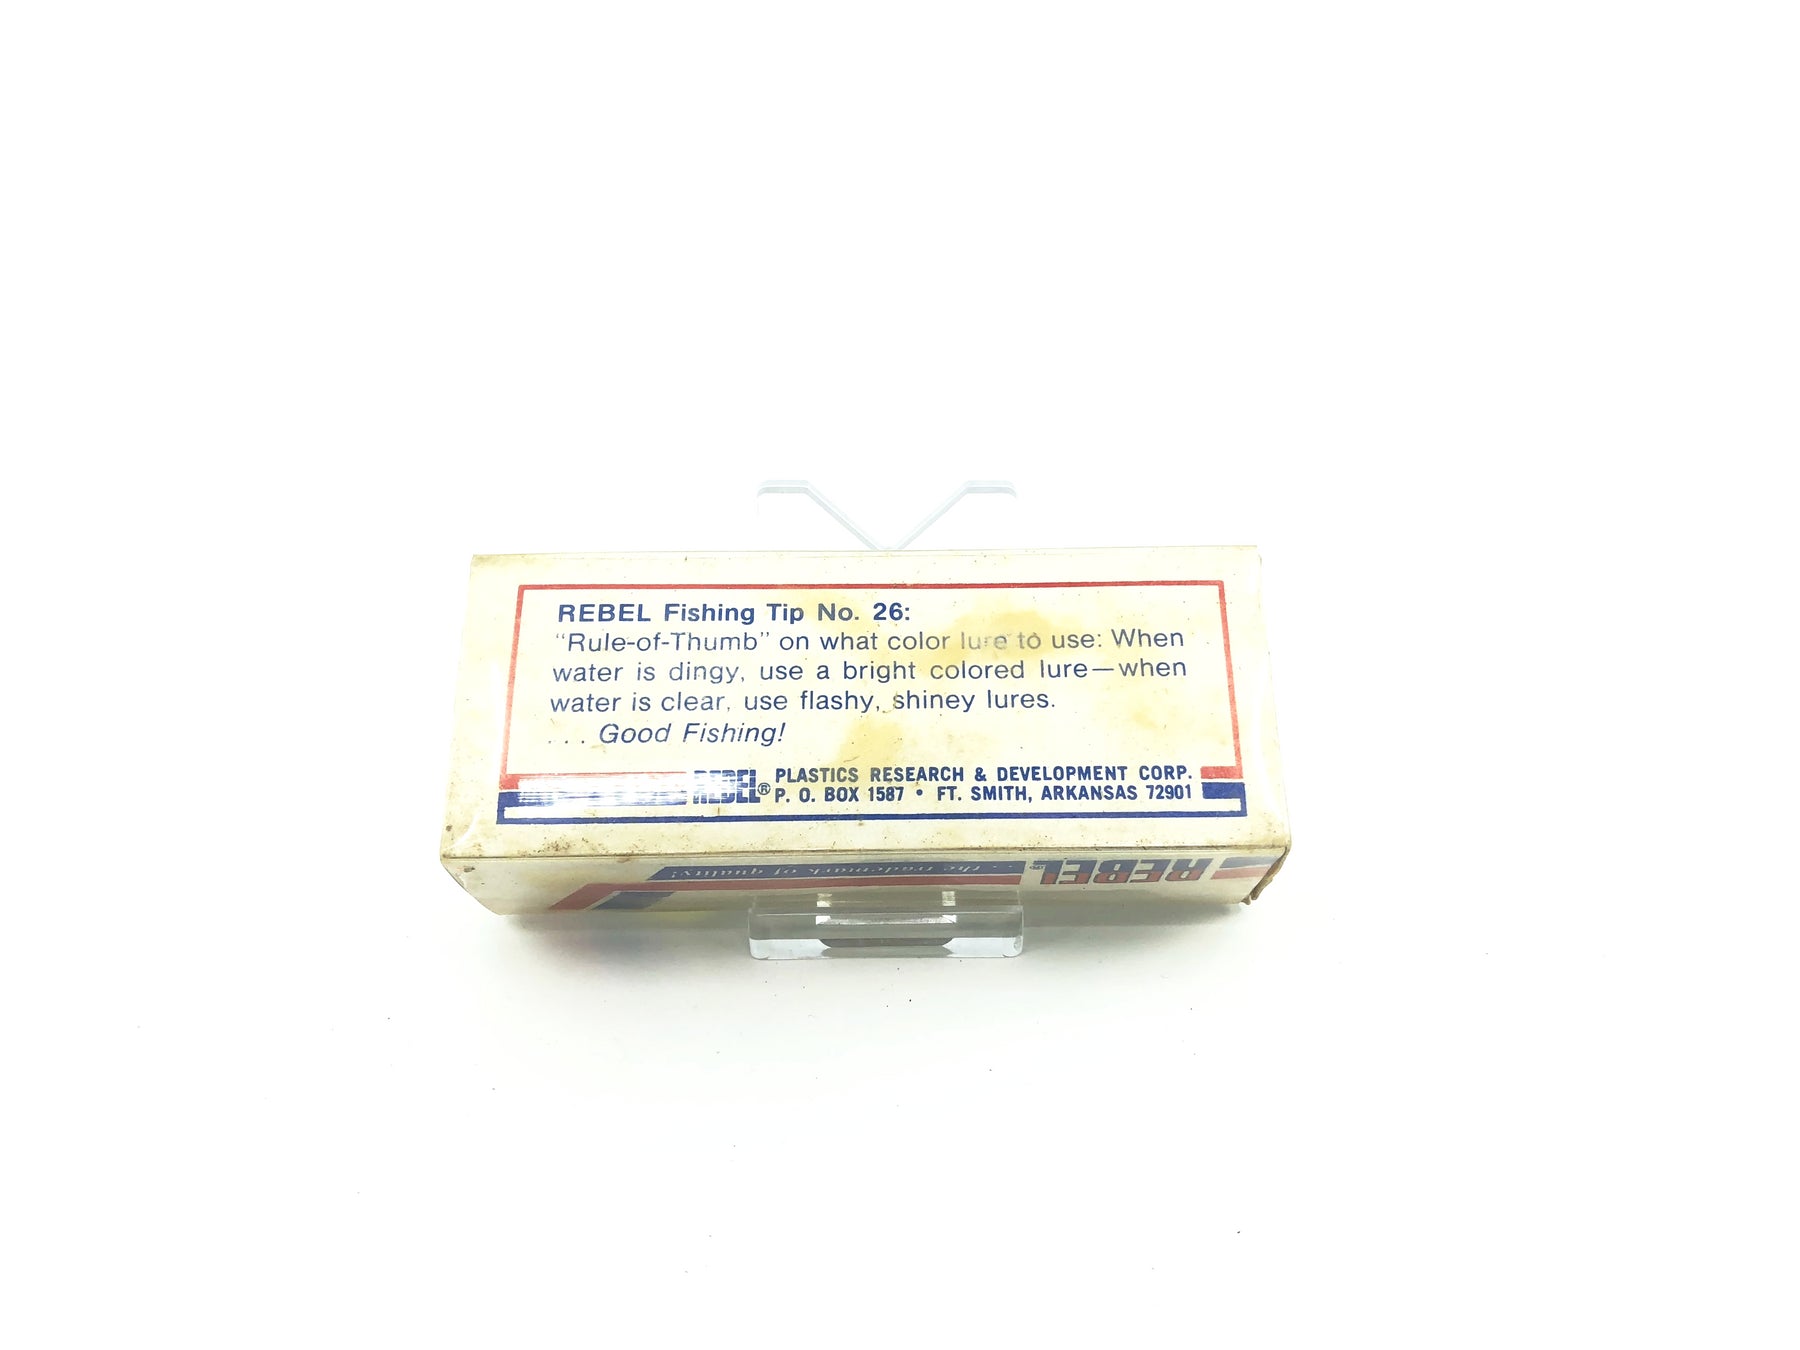 REBEL Fishing Tip No. 26:
"Rule-of-Thumb" on what color lure to use: When
water is dingy, use a bright colored lure—when
water is clear, use flashy, shiney lures.
. . . Good Fishing!
REBEL® PLASTICS RESEARCH & DEVELOPMENT CORP.
P. O. BOX 1587 • FT. SMITH, ARKANSAS 72901
REBEL ...the trademark of quality!